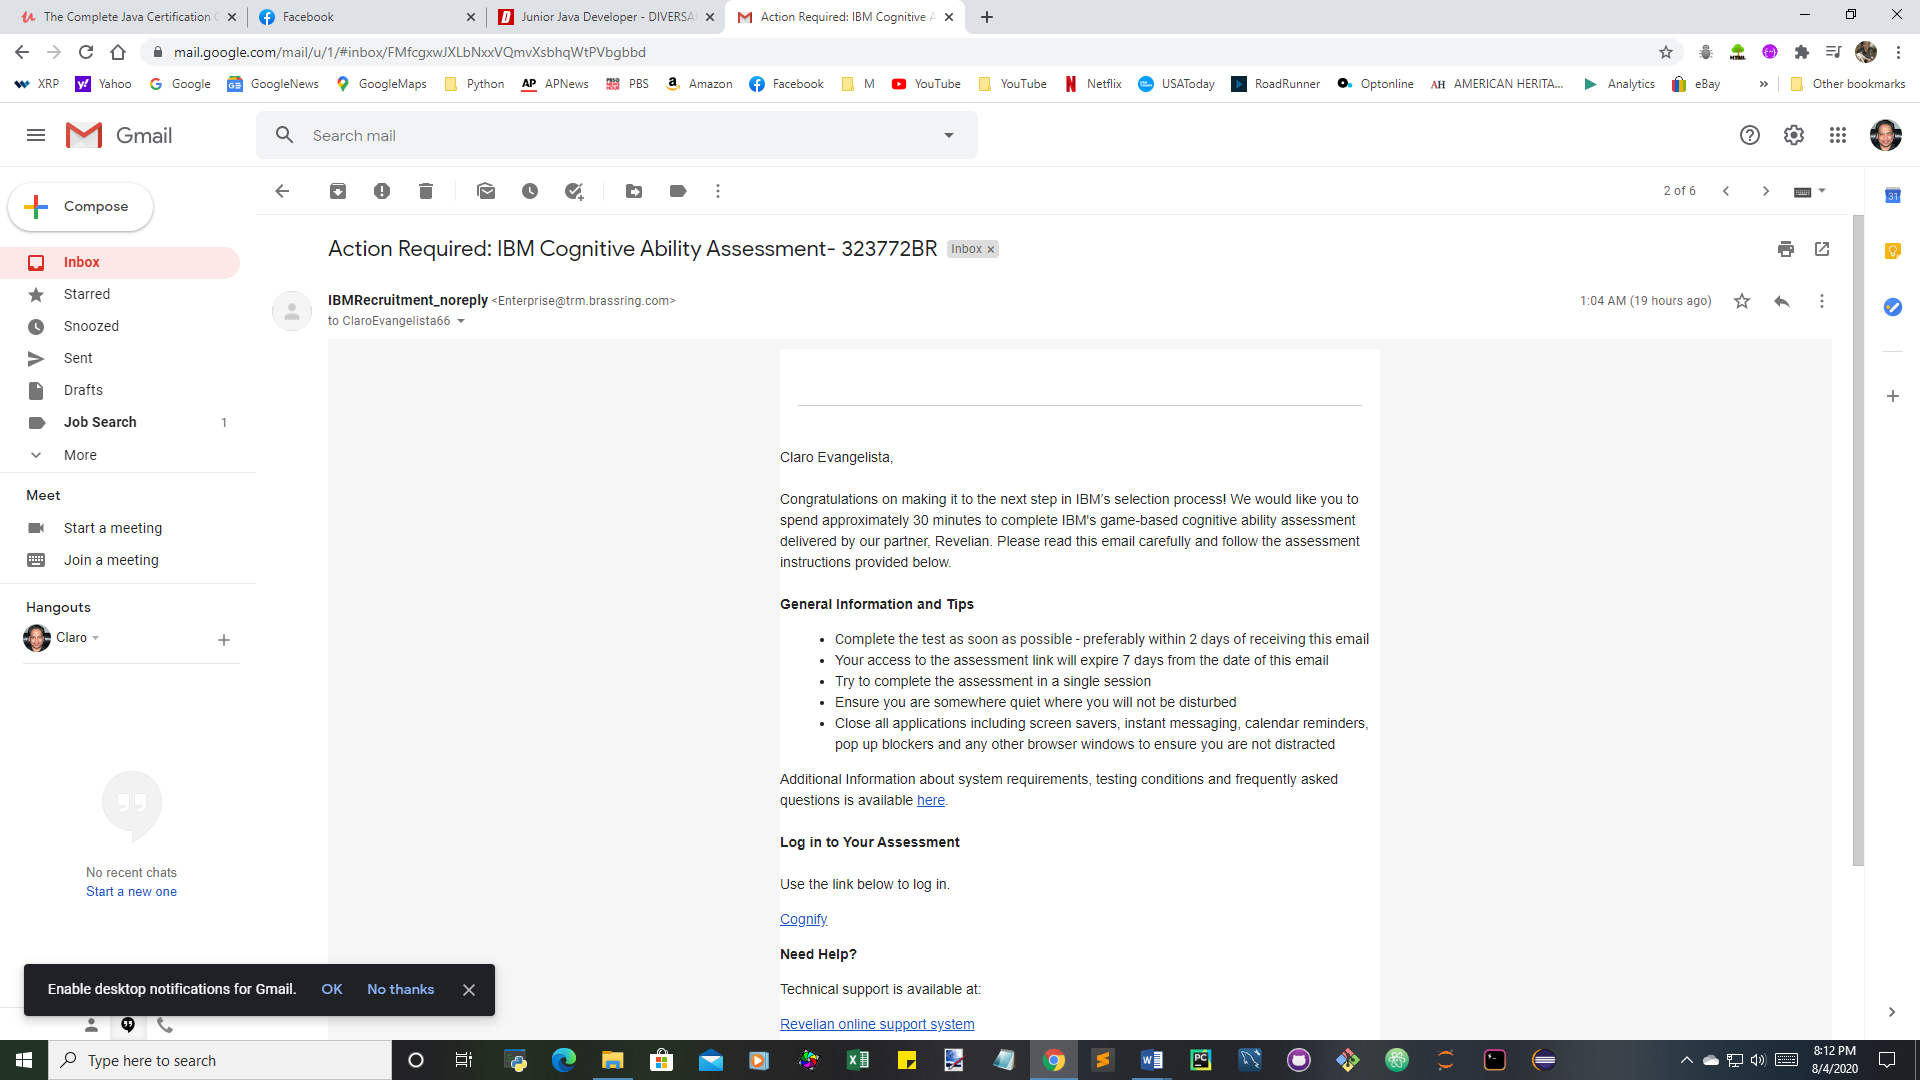 The Complete Java Certification C
Facebook
Junior Java Developer - DIVERSA
Action Required: IBM Cognitive A
mail.google.com/mail/u/1/#inbox/FMfcgxwJXLbNxxVQmvXsbhqWtPVbgbbd
XRP
Yahoo
Google
GoogleNews
GoogleMaps
Python
AP APNews
PBS
Amazon
Facebook
M
YouTube
YouTube
Netflix
USAToday
RoadRunner
Optonline
AH AMERICAN HERITA...
Analytics
eBay
»
Other bookmarks
Gmail
Search mail
Compose
2 of 6
31
Action Required: IBM Cognitive Ability Assessment- 323772BR
Inbox ×
IBMRecruitment_noreply <Enterprise@trm.brassring.com>
1:04 AM (19 hours ago)
to ClaroEvangelista66
Inbox
Starred
Snoozed
Sent
Drafts
Job Search 1
More
Meet
Start a meeting
Join a meeting
Hangouts
Claro
No recent chats
Start a new one
Claro Evangelista,
Congratulations on making it to the next step in IBM's selection process! We would like you to
spend approximately 30 minutes to complete IBM's game-based cognitive ability assessment
delivered by our partner, Revelian. Please read this email carefully and follow the assessment
instructions provided below.
General Information and Tips
• Complete the test as soon as possible - preferably within 2 days of receiving this email
• Your access to the assessment link will expire 7 days from the date of this email
• Try to complete the assessment in a single session
• Ensure you are somewhere quiet where you will not be disturbed
• Close all applications including screen savers, instant messaging, calendar reminders,
pop up blockers and any other browser windows to ensure you are not distracted
Additional Information about system requirements, testing conditions and frequently asked
questions is available here.
Log in to Your Assessment
Use the link below to log in.
Cognify
Need Help?
Technical support is available at:
Revelian online support system
Enable desktop notifications for Gmail. OK No thanks
Type here to search
8:12 PM
8/4/2020